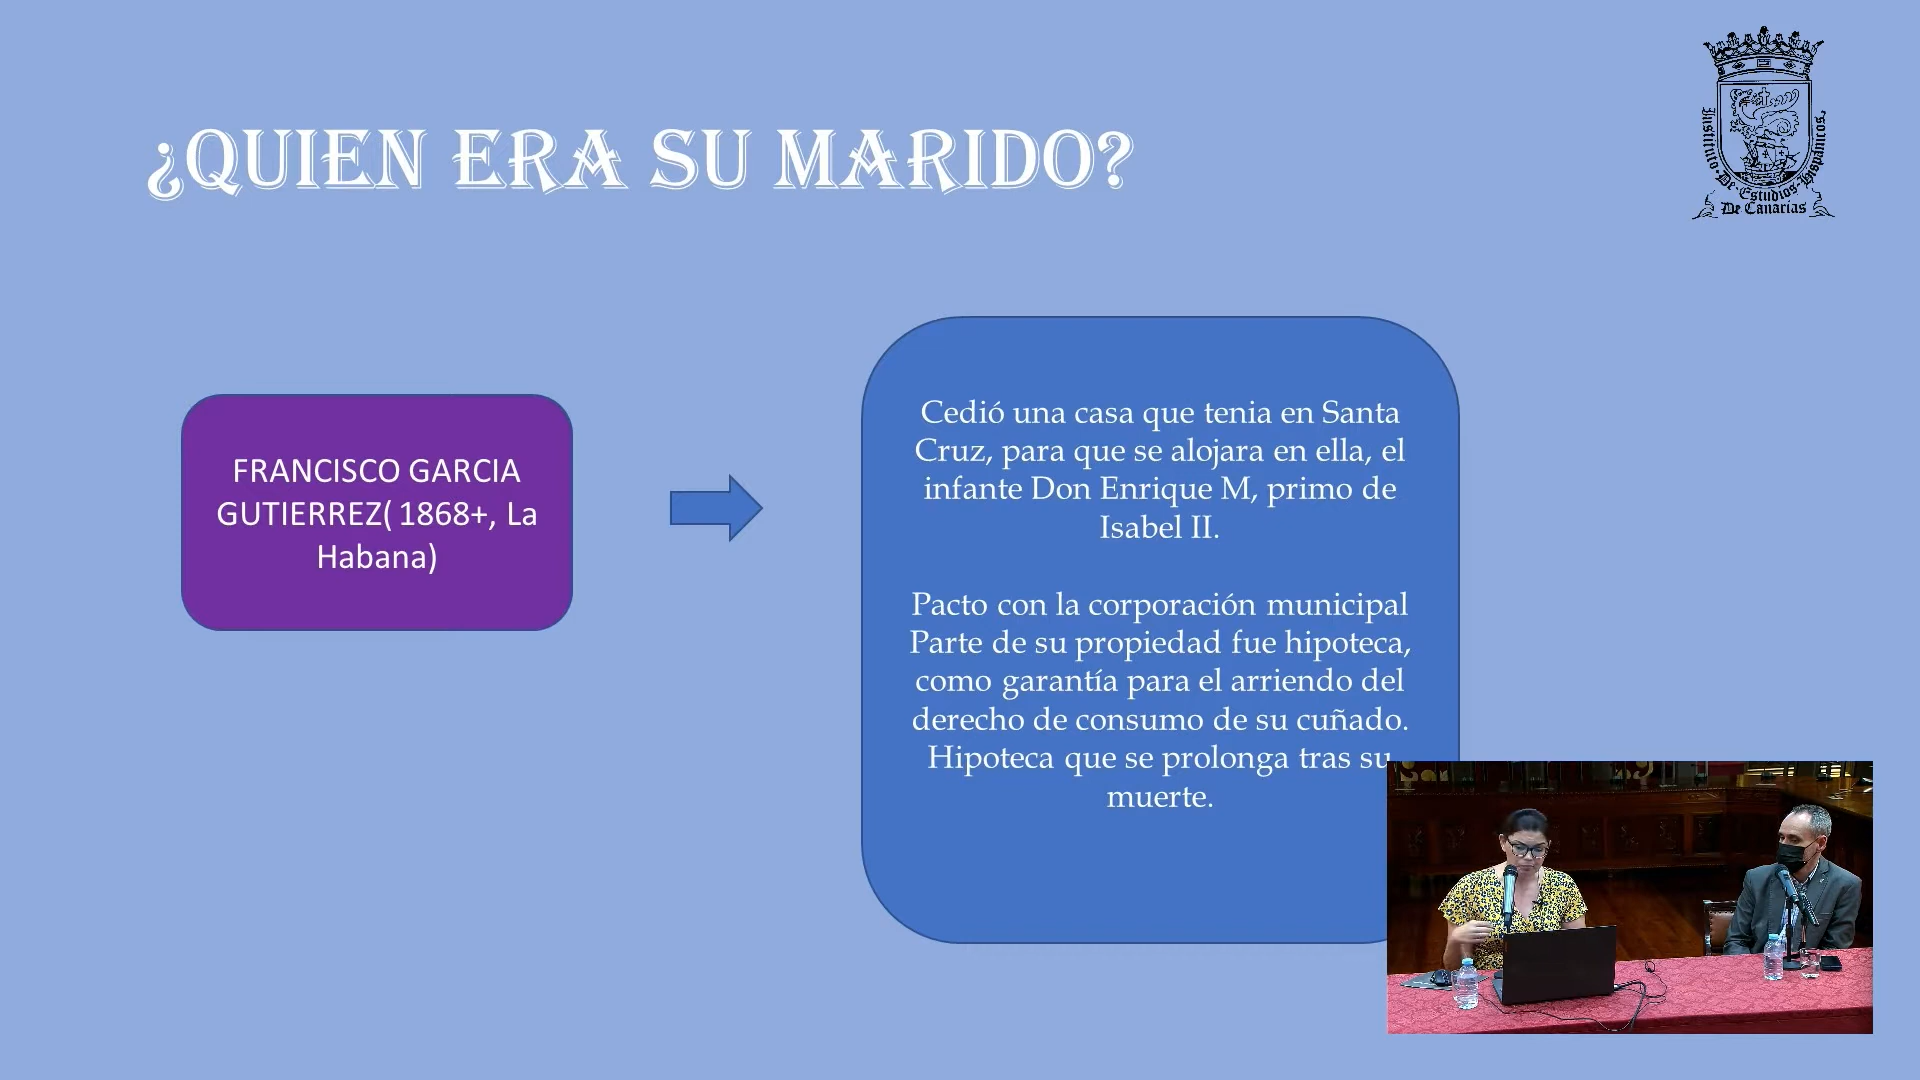 ¿QUIEN ERA SU MARIDO?
Instituto • De • Estudios • Hispánicos
De Canarias
FRANCISCO GARCIA
GUTIERREZ( 1868+, La
Habana)
Cedió una casa que tenia en Santa
Cruz, para que se alojara en ella, el
infante Don Enrique M, primo de
Isabel II.
Pacto con la corporación municipal
Parte de su propiedad fue hipoteca,
como garantía para el arriendo del
derecho de consumo de su cuñado.
Hipoteca que se prolonga tras su
muerte.